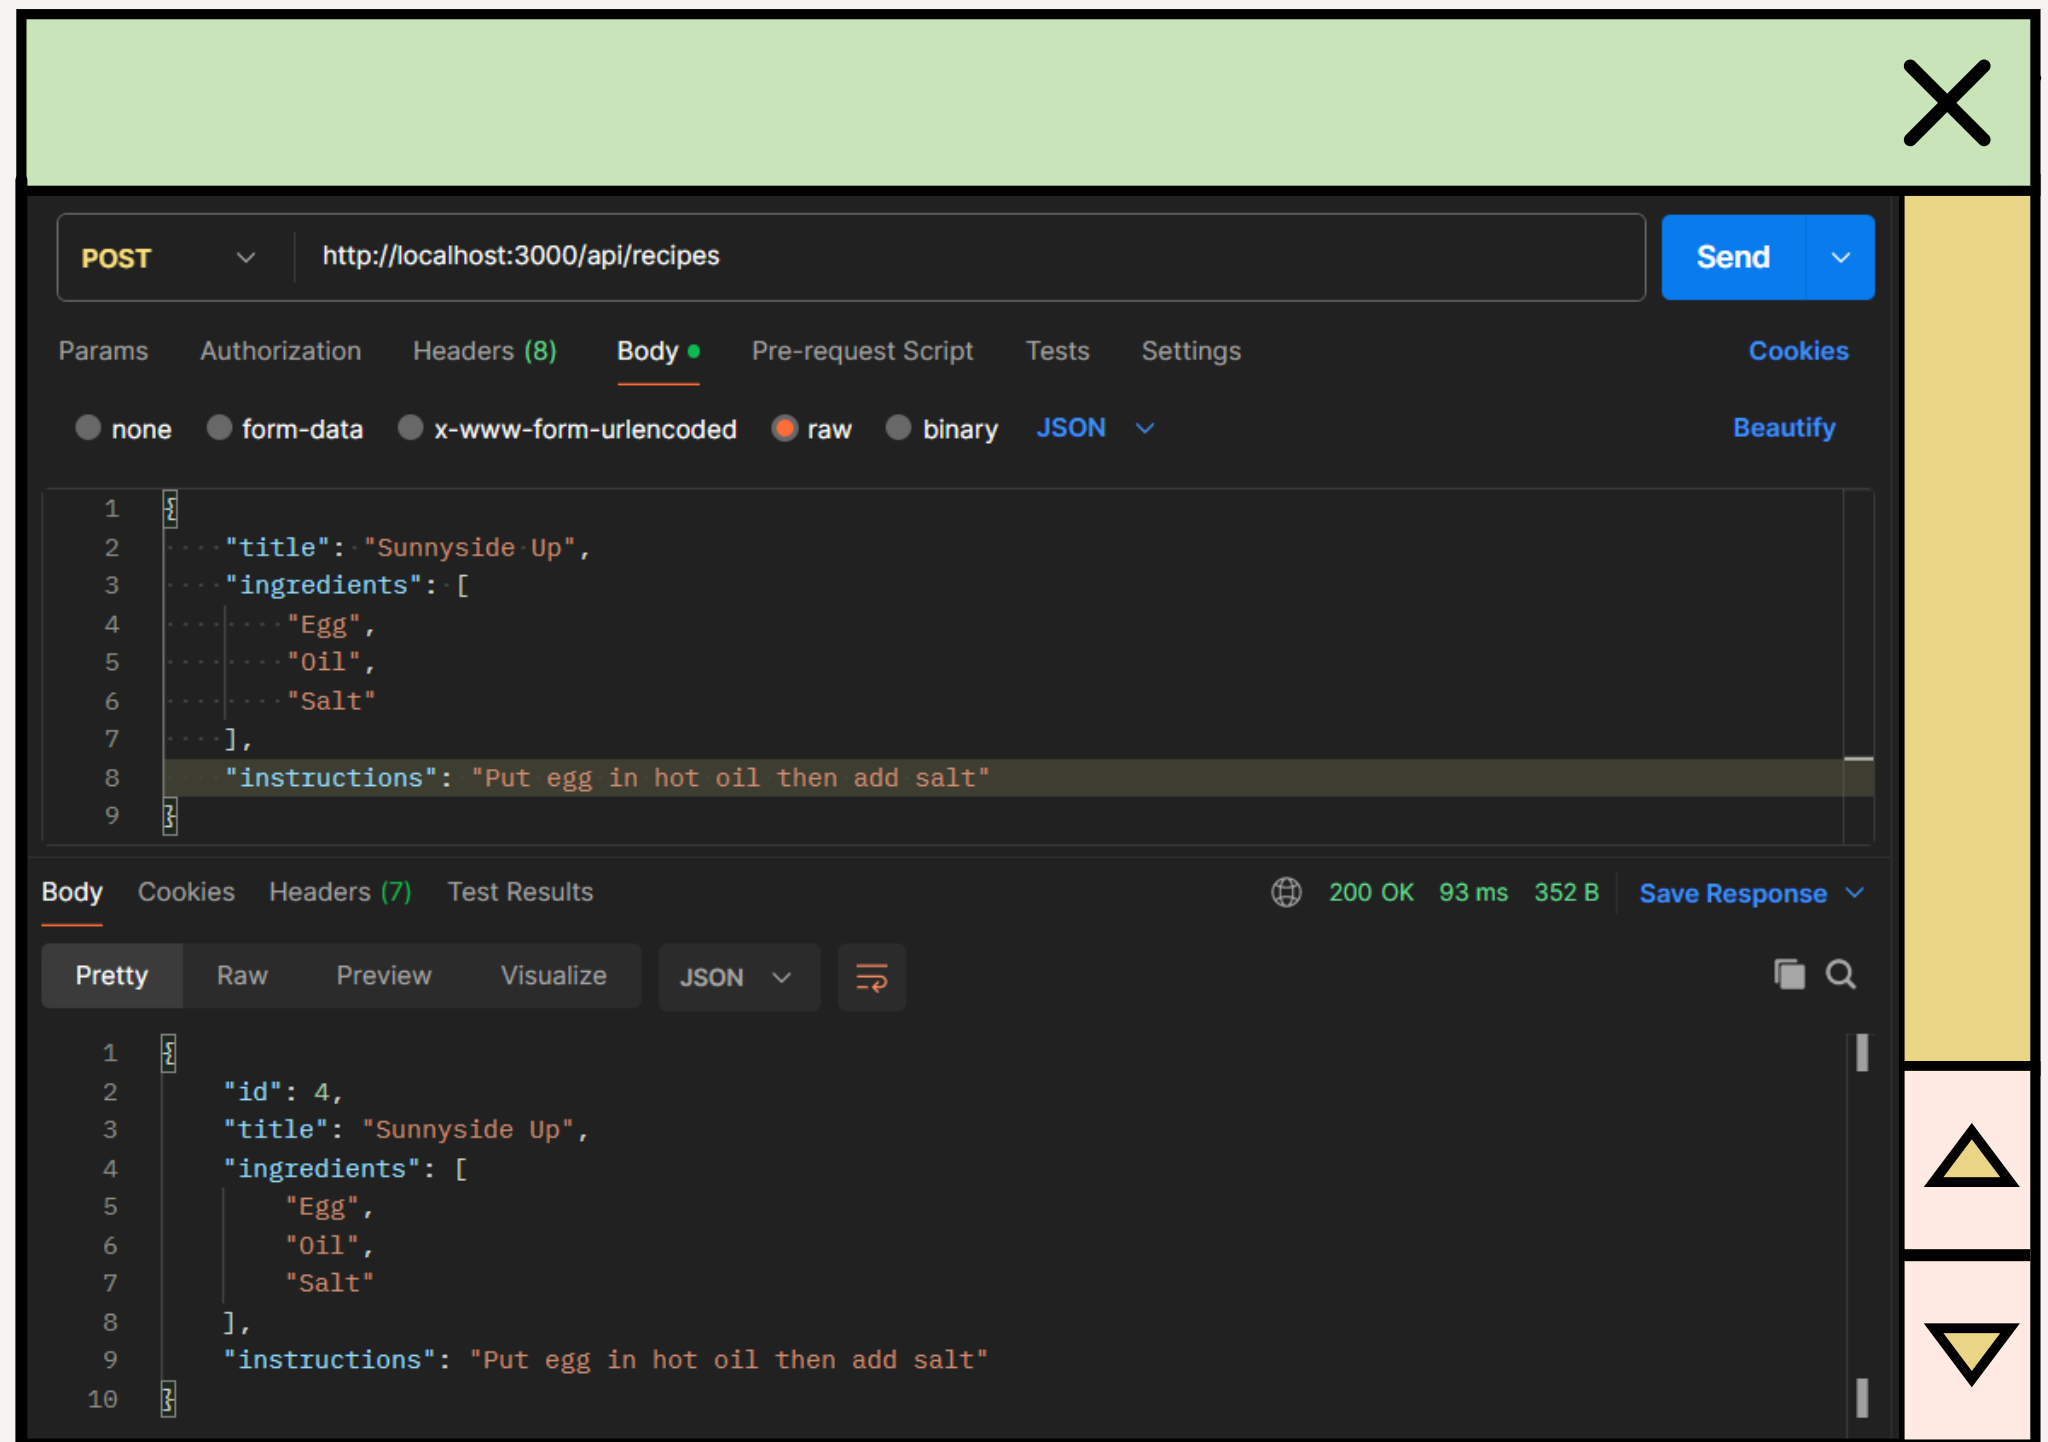 POST http://localhost:3000/api/recipes Send
Params Authorization Headers (8) Body Pre-request Script Tests Settings Cookies
none form-data x-www-form-urlencoded raw binary JSON Beautify
1 {
2 "title": "Sunnyside Up",
3 "ingredients": [
4 "Egg",
5 "Oil",
6 "Salt"
7 ],
8 "instructions": "Put egg in hot oil then add salt"
9 }
Body Cookies Headers (7) Test Results 200 OK 93 ms 352 B Save Response
Pretty Raw Preview Visualize JSON
1 {
2 "id": 4,
3 "title": "Sunnyside Up",
4 "ingredients": [
5 "Egg",
6 "Oil",
7 "Salt"
8 ],
9 "instructions": "Put egg in hot oil then add salt"
10 }